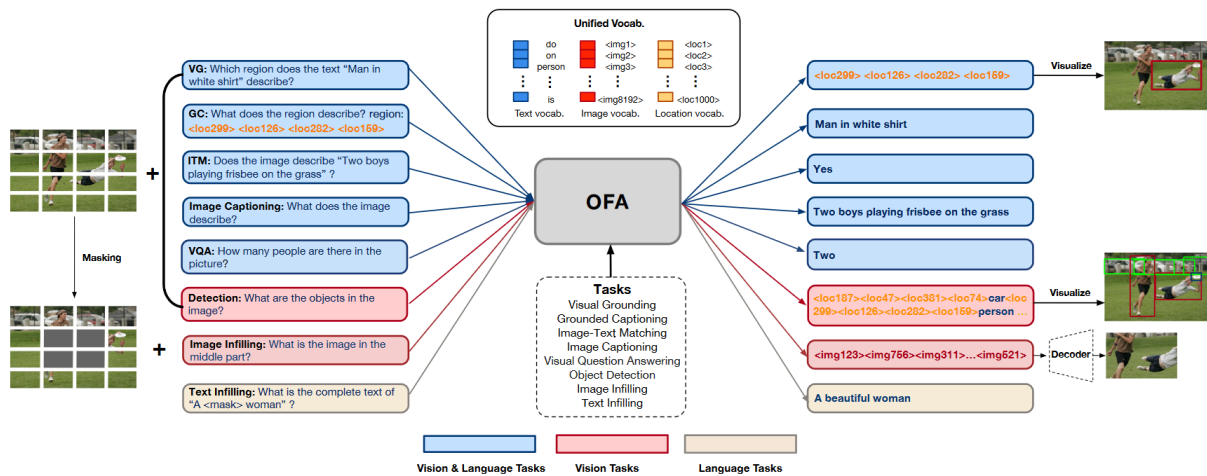 Unified Vocab.
do
on
person
is
Text vocab.
<img1>
<img2>
<img3>
<img8192>
Image vocab.
<loc1>
<loc2>
<loc3>
<loc1000>
Location vocab.
VG: Which region does the text “Man in
white shirt” describe?
GC: What does the region describe? region:
<loc299> <loc126> <loc282> <loc159>
ITM: Does the image describe “Two boys
playing frisbee on the grass” ?
Image Captioning: What does the image
describe?
VQA: How many people are there in the
picture?
Detection: What are the objects in the
image?
Image Infilling: What is the image in the
middle part?
Text Infilling: What is the complete text of
“A <mask> woman” ?
+
Masking
+
OFA
Tasks
Visual Grounding
Grounded Captioning
Image-Text Matching
Image Captioning
Visual Question Answering
Object Detection
Image Infilling
Text Infilling
<loc299> <loc126> <loc282> <loc159>
Visualize
Man in white shirt
Yes
Two boys playing frisbee on the grass
Two
<loc187><loc47><loc381><loc74>car<loc
299><loc126><loc282><loc159>person ...
Visualize
<img123><img756><img311>...<img521>
Decoder
A beautiful woman
Vision & Language Tasks
Vision Tasks
Language Tasks